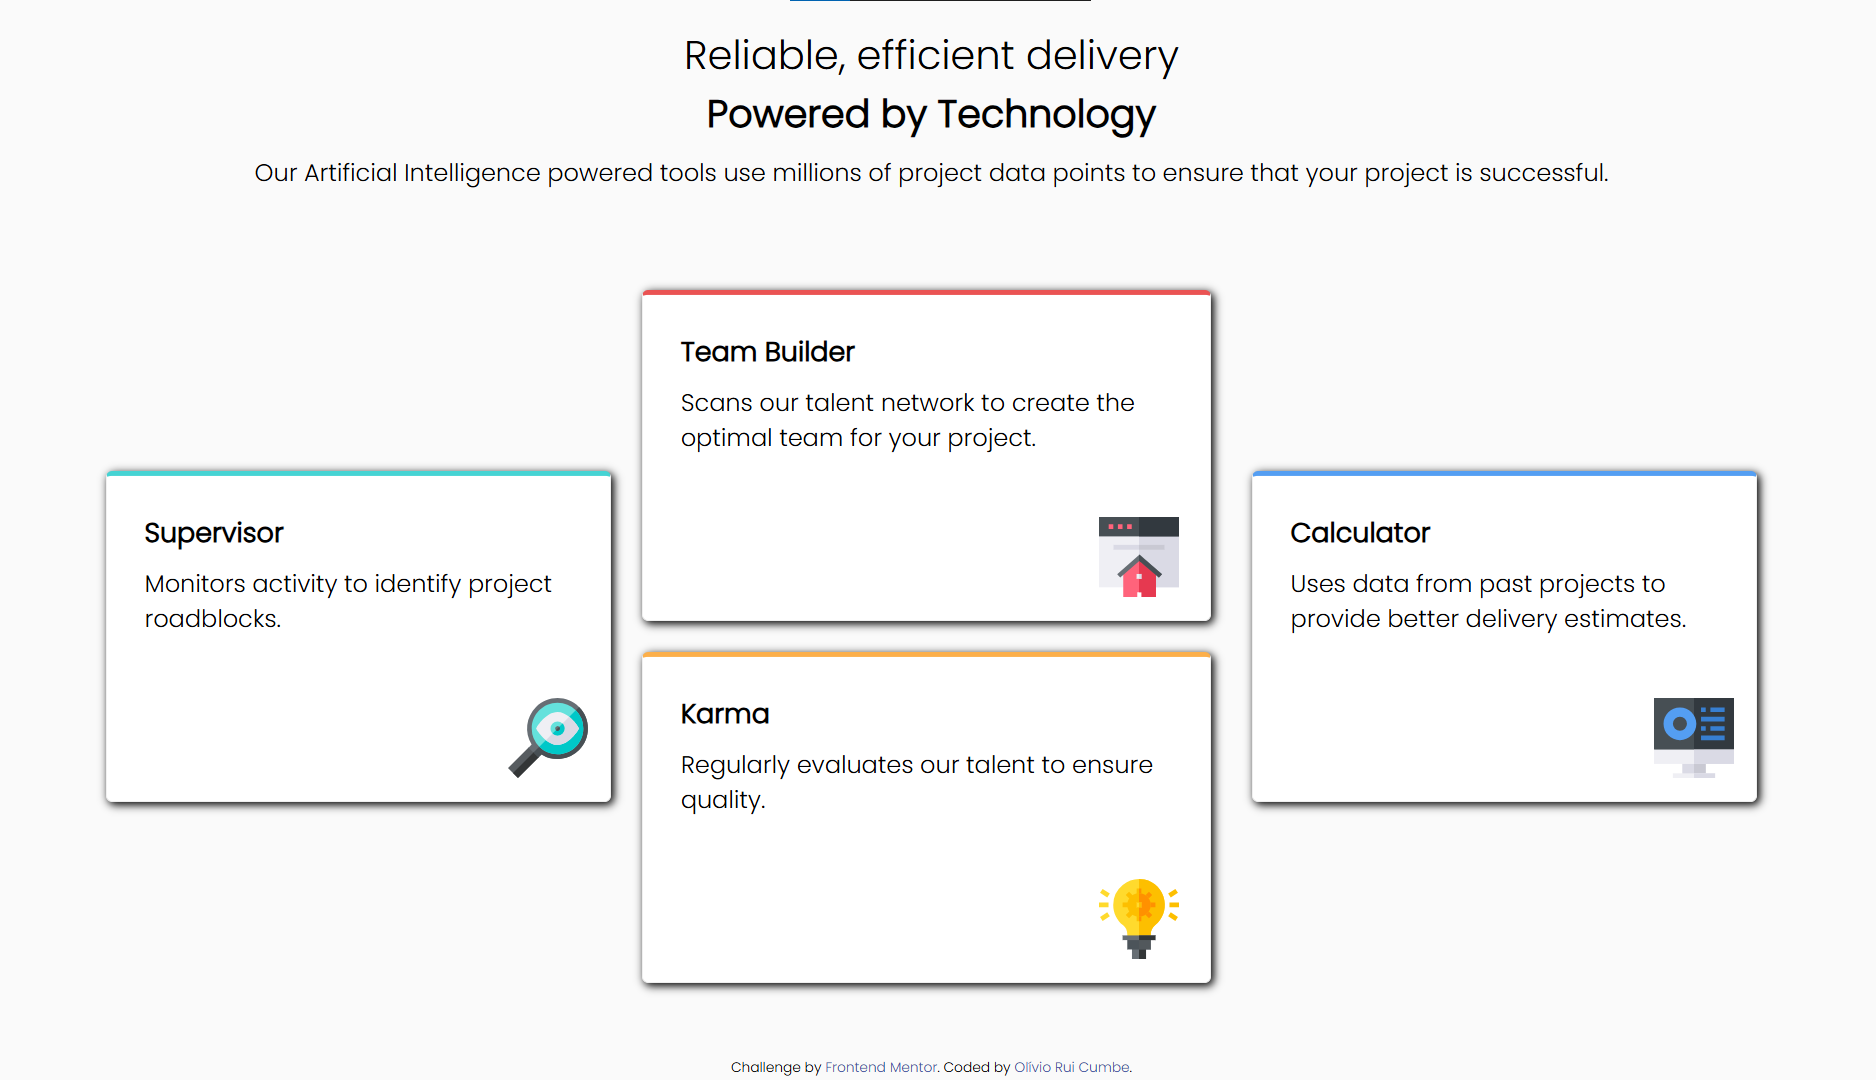 Reliable, efficient delivery
Powered by Technology
Our Artificial Intelligence powered tools use millions of project data points to ensure that your project is successful.
Team Builder
Scans our talent network to create the
optimal team for your project.
Supervisor
Monitors activity to identify project
roadblocks.
Calculator
Uses data from past projects to
provide better delivery estimates.
Karma
Regularly evaluates our talent to ensure
quality.
Challenge by Frontend Mentor. Coded by Olívio Rui Cumbe.